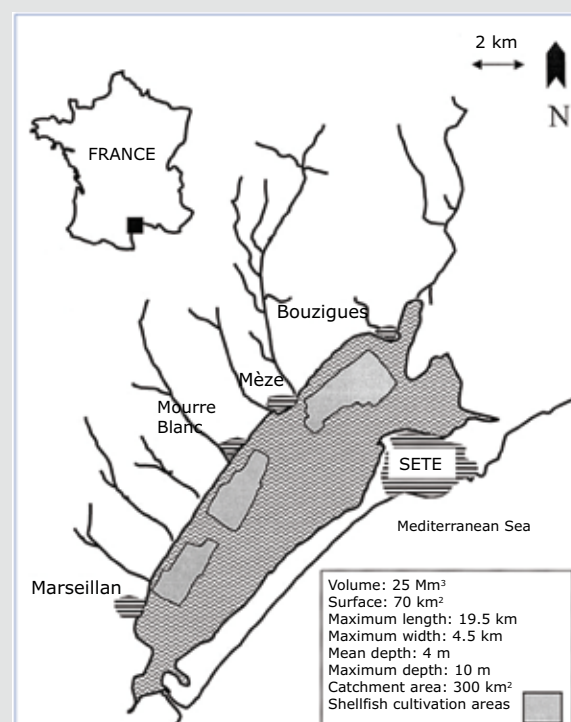 2 km
N
FRANCE
Bouzigues
Mèze
Mourre
Blanc
SETE
Mediterranean Sea
Marseillan
Volume: 25 Mm³
Surface: 70 km²
Maximum length: 19.5 km
Maximum width: 4.5 km
Mean depth: 4 m
Maximum depth: 10 m
Catchment area: 300 km²
Shellfish cultivation areas